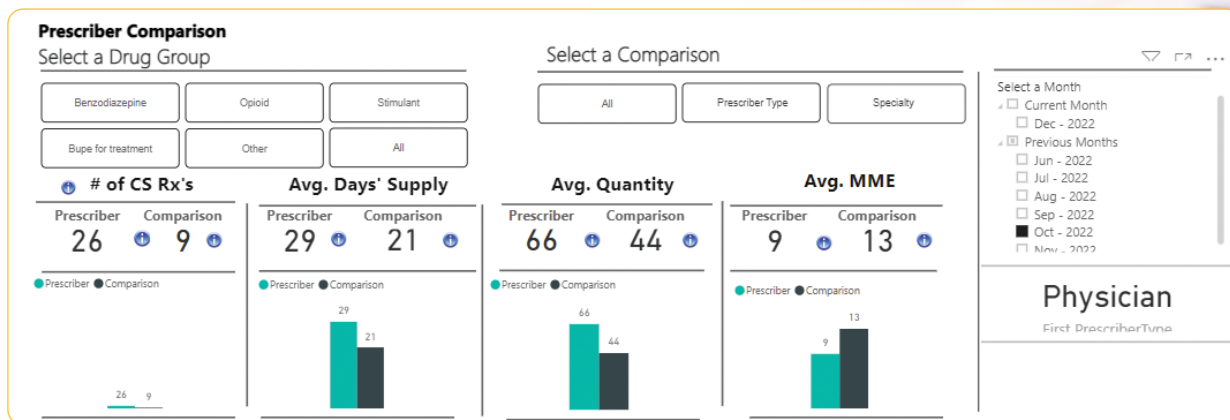 Prescriber Comparison
Select a Drug Group
Select a Comparison
Benzodiazepine
Opioid
Stimulant
All
Prescriber Type
Specialty
Bupe for treatment
Other
All
Select a Month
Current Month
Dec - 2022
Previous Months
Jun - 2022
Jul - 2022
Aug - 2022
Sep - 2022
Oct - 2022
Nov - 2022
# of CS Rx's
Prescriber Comparison
26 9
Prescriber Comparison
26 9
Avg. Days' Supply
Prescriber Comparison
29 21
Prescriber Comparison
29
21
Avg. Quantity
Prescriber Comparison
66 44
Prescriber Comparison
66
44
Avg. MME
Prescriber Comparison
9 13
Prescriber Comparison
13
9
Physician
First PrescriberType